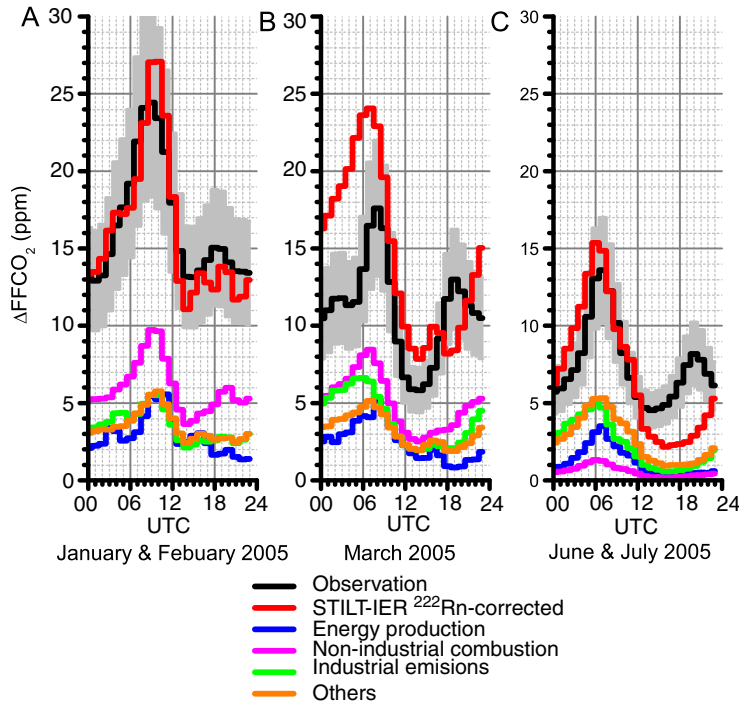 A
B
C
30
25
20
15
10
5
0
ΔFFCO2 (ppm)
00 06 12 18 24
UTC
January & Febuary 2005
30
25
20
15
10
5
0
00 06 12 18 24
UTC
March 2005
30
25
20
15
10
5
0
00 06 12 18 24
UTC
June & July 2005
Observation
STILT-IER 222Rn-corrected
Energy production
Non-industrial combustion
Industrial emisions
Others